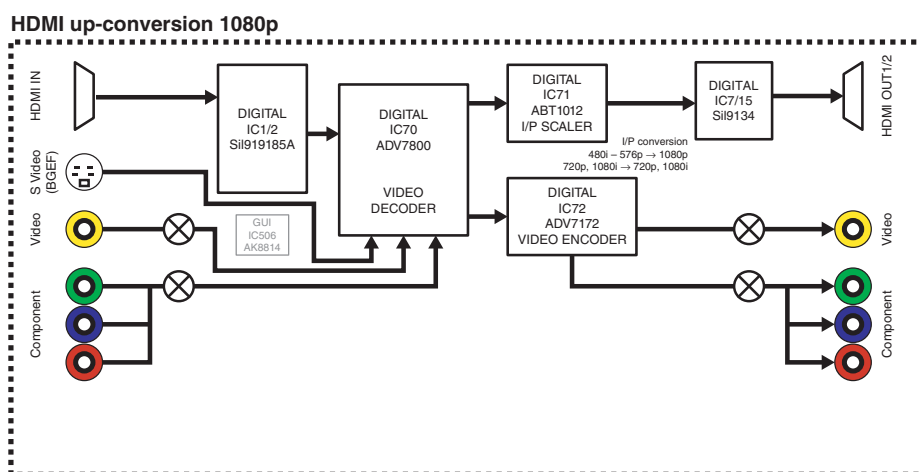 HDMI up-conversion 1080p
HDMI IN
S Video
(BGEF)
Video
Component
DIGITAL
IC1/2
SiI919185A
GUI
IC506
AK8814
DIGITAL
IC70
ADV7800
VIDEO
DECODER
DIGITAL
IC71
ABT1012
I/P SCALER
I/P conversion
480i – 576p → 1080p
720p, 1080i → 720p, 1080i
DIGITAL
IC72
ADV7172
VIDEO ENCODER
DIGITAL
IC7/15
SiI9134
HDMI OUT1/2
Video
Component